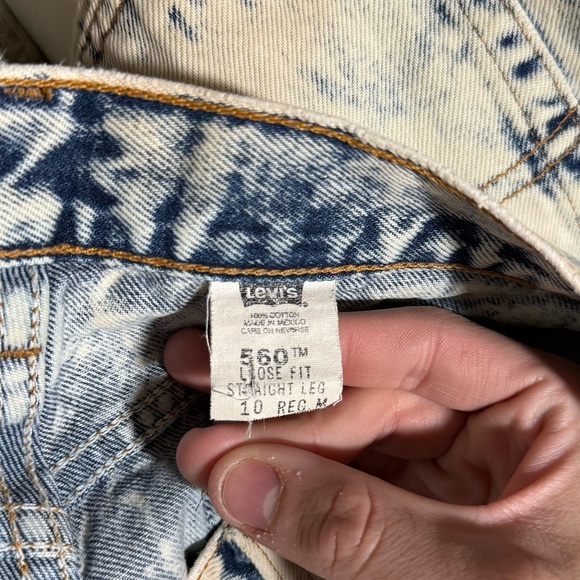 Levi's
100% COTTON
MADE IN MEXICO
CARE ON REVERSE
560™
LOOSE FIT
STRAIGHT LEG
10 REG M